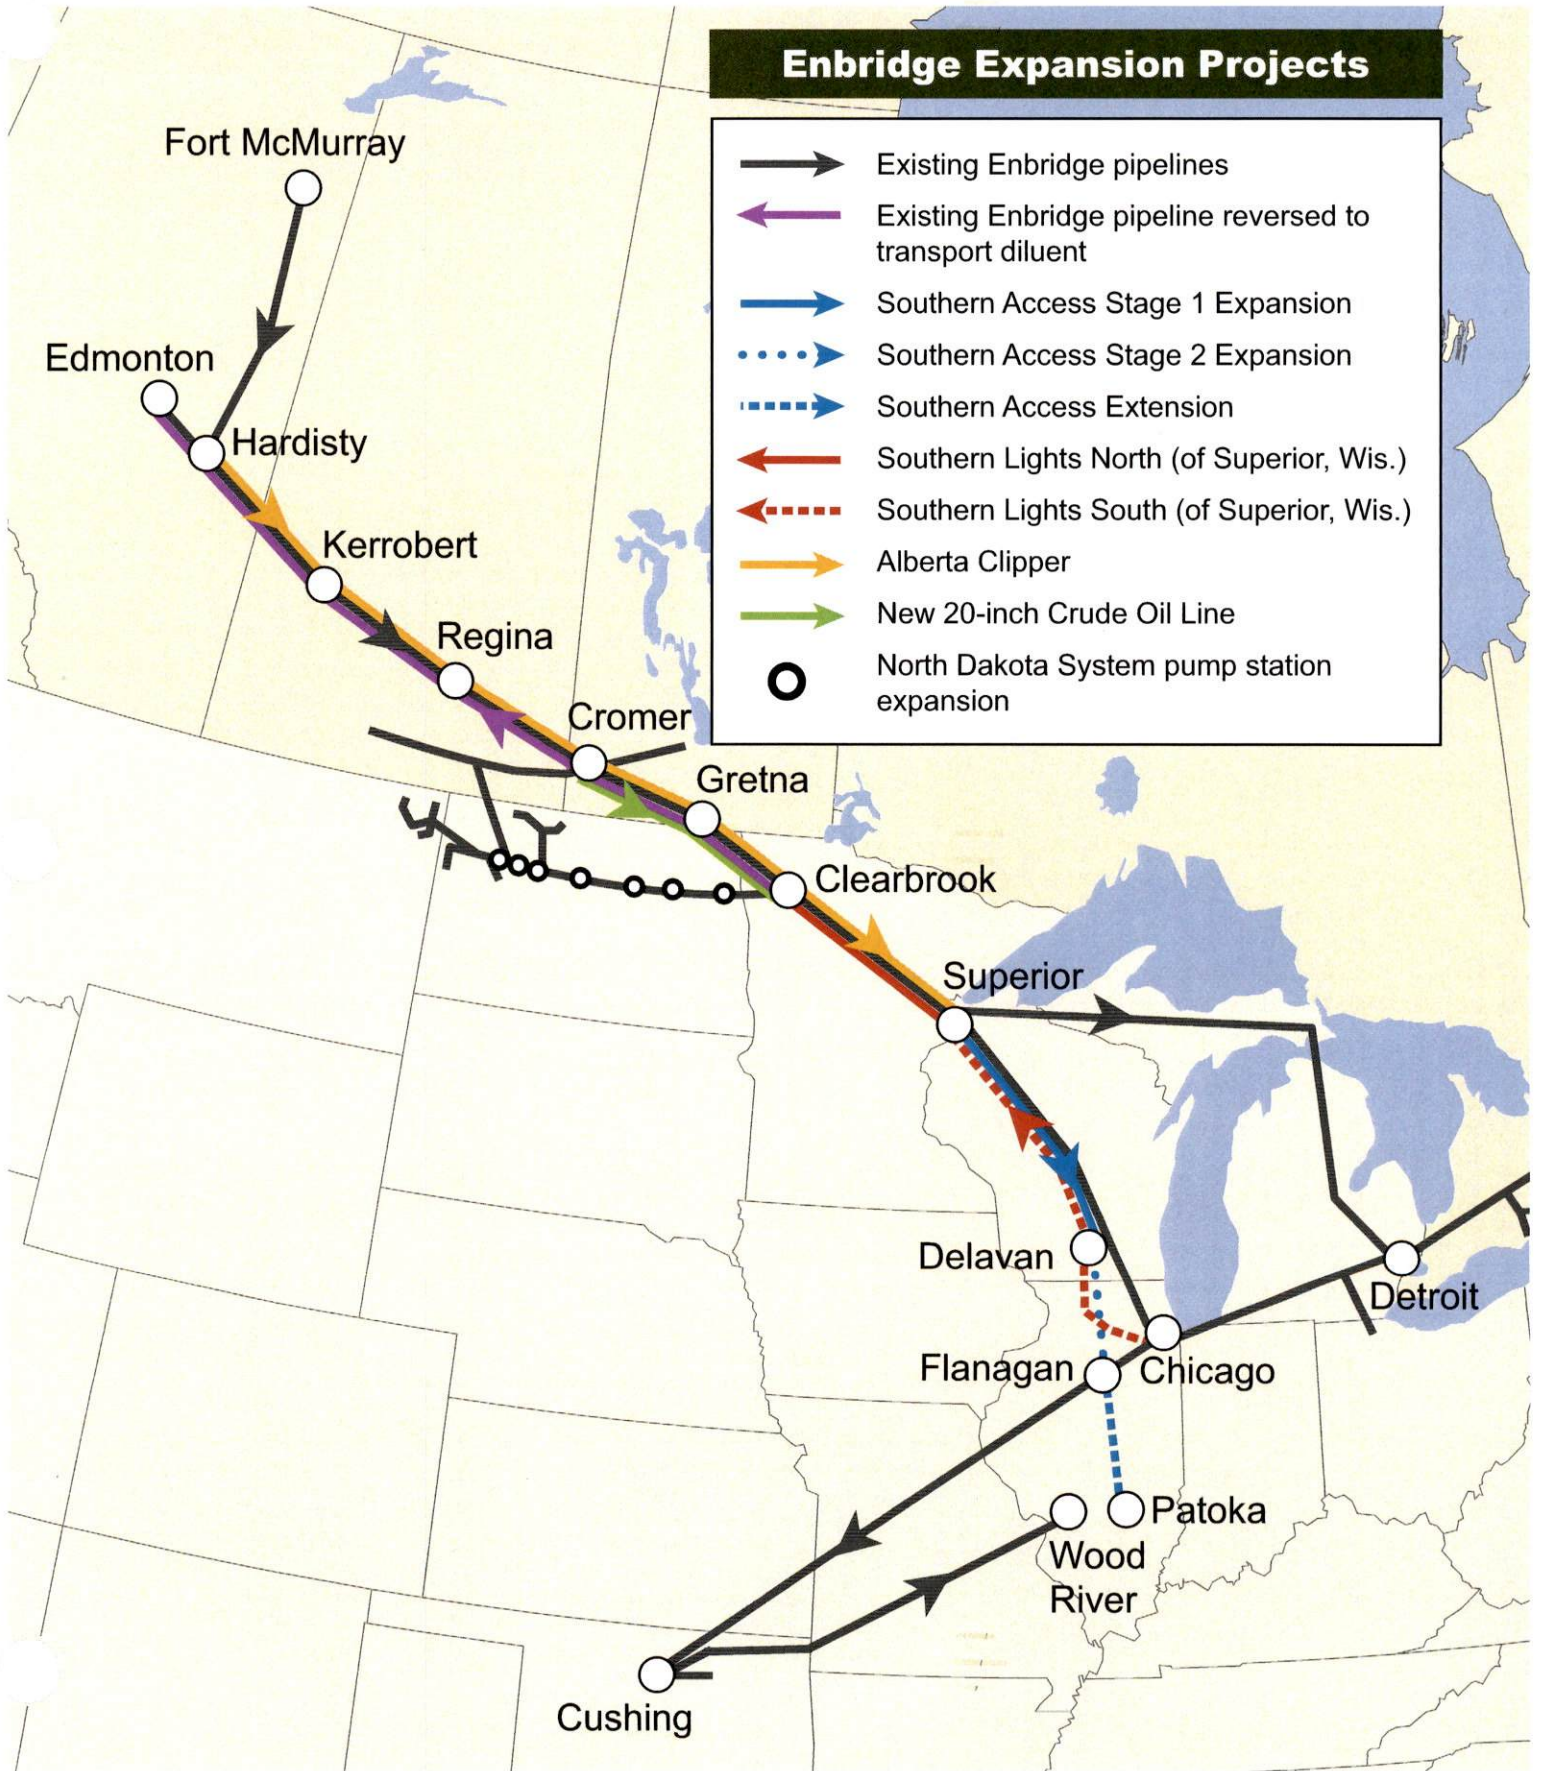 Enbridge Expansion Projects
Existing Enbridge pipelines
Existing Enbridge pipeline reversed to
transport diluent
Southern Access Stage 1 Expansion
Southern Access Stage 2 Expansion
Southern Access Extension
Southern Lights North (of Superior, Wis.)
Southern Lights South (of Superior, Wis.)
Alberta Clipper
New 20-inch Crude Oil Line
North Dakota System pump station
expansion
Fort McMurray
Edmonton
Hardisty
Kerrobert
Regina
Cromer
Gretna
Clearbrook
Superior
Delavan
Detroit
Flanagan
Chicago
Patoka
Wood
River
Cushing